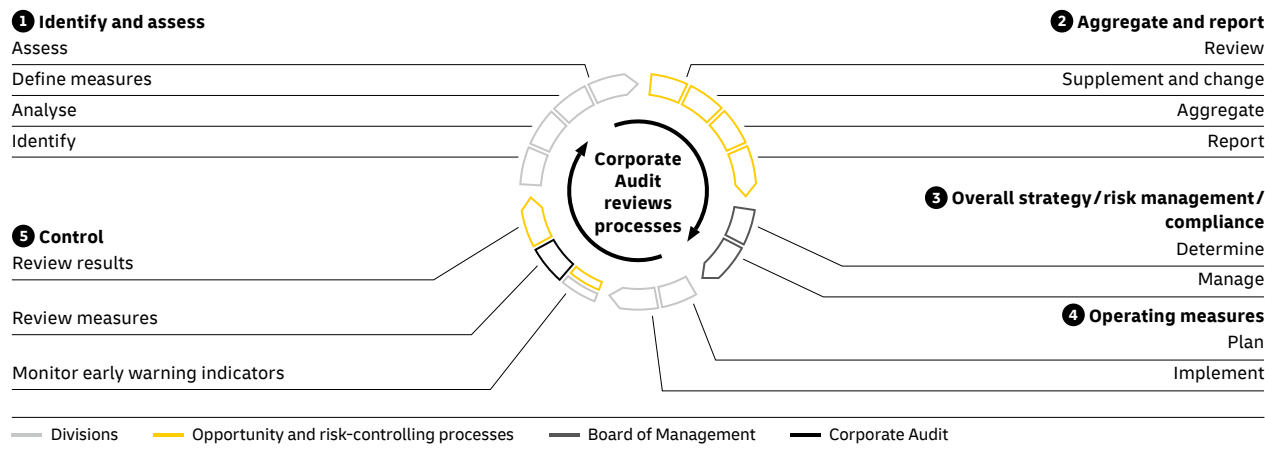 1 Identify and assess
Assess
Define measures
Analyse
Identify
2 Aggregate and report
Review
Supplement and change
Aggregate
Report
Corporate
Audit
reviews
processes
3 Overall strategy/risk management/
compliance
Determine
Manage
4 Operating measures
Plan
Implement
5 Control
Review results
Review measures
Monitor early warning indicators
Divisions
Opportunity and risk-controlling processes
Board of Management
Corporate Audit